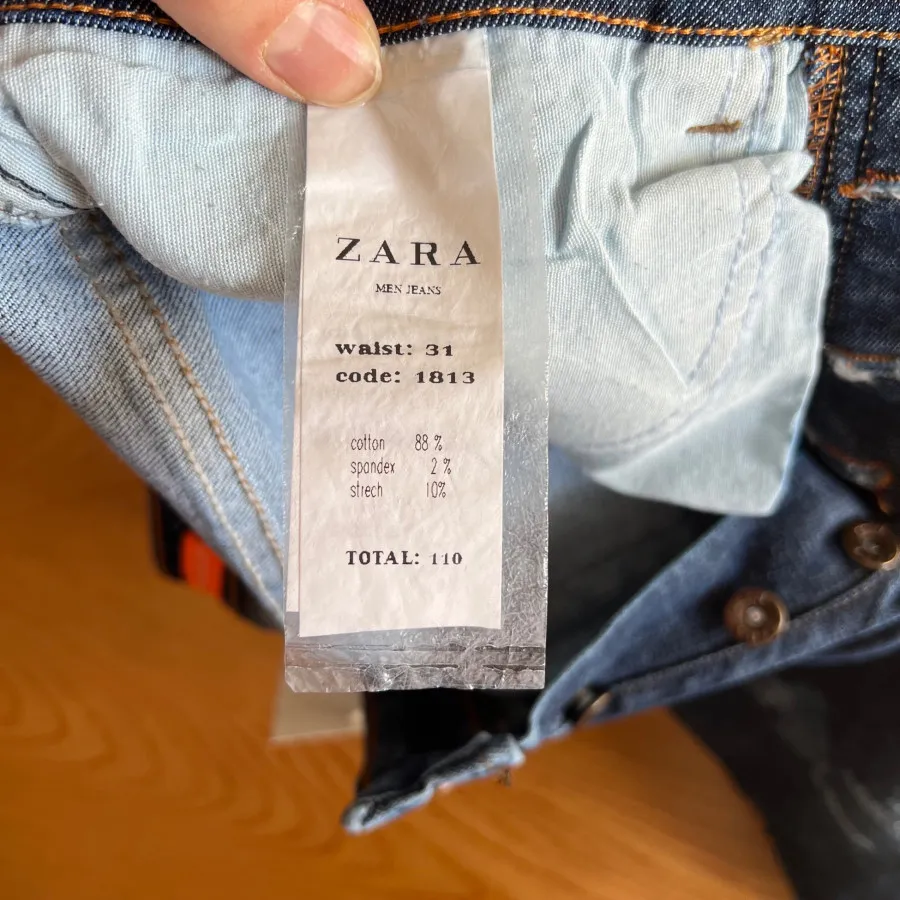 ZARA
MEN JEANS
waist: 31
code: 1813
cotton 88 %
spandex 2 %
strech 10%
TOTAL: 110